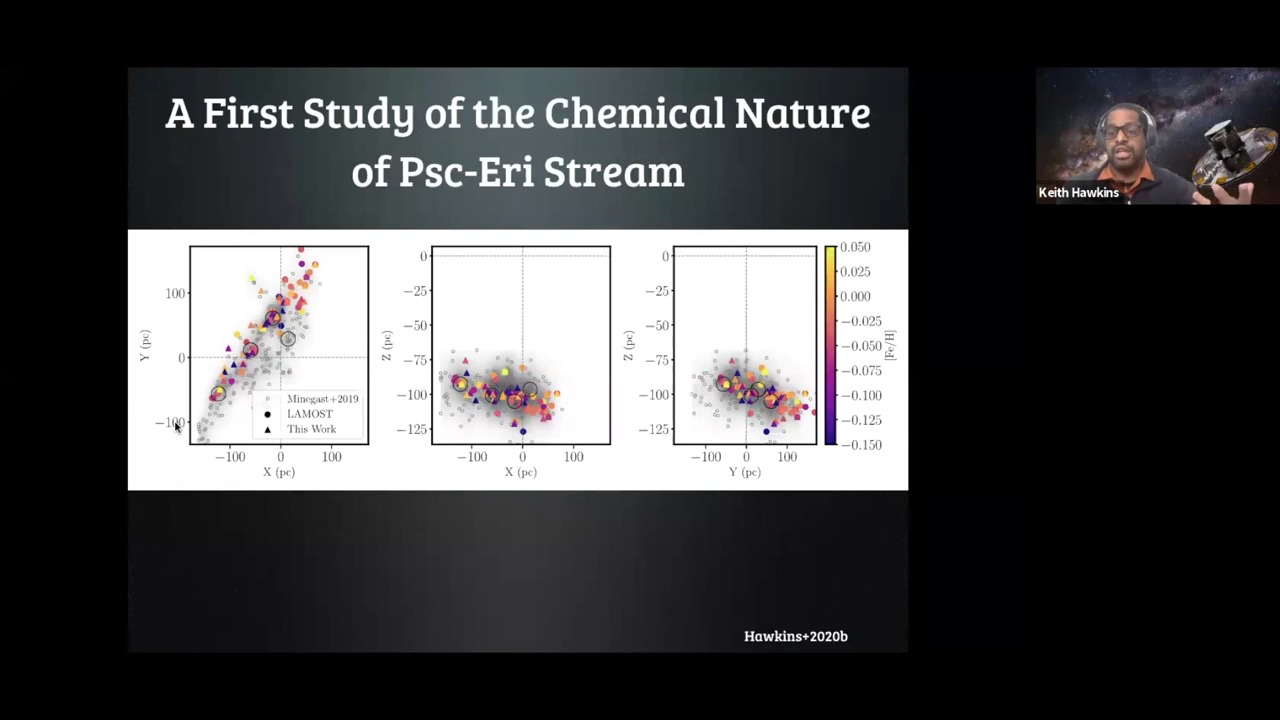 A First Study of the Chemical Nature
of Psc-Eri Stream
Keith Hawkins
100
0
−100
Y (pc)
−100
0
100
X (pc)
Minegast+2019
LAMOST
This Work
0
−25
−50
−75
−100
−125
Z (pc)
−100
0
100
X (pc)
0
−25
−50
−75
−100
−125
Z (pc)
−100
0
100
Y (pc)
0.050
0.025
0.000
−0.025
−0.050
−0.075
−0.100
−0.125
−0.150
[Fe/H]
Hawkins+2020b